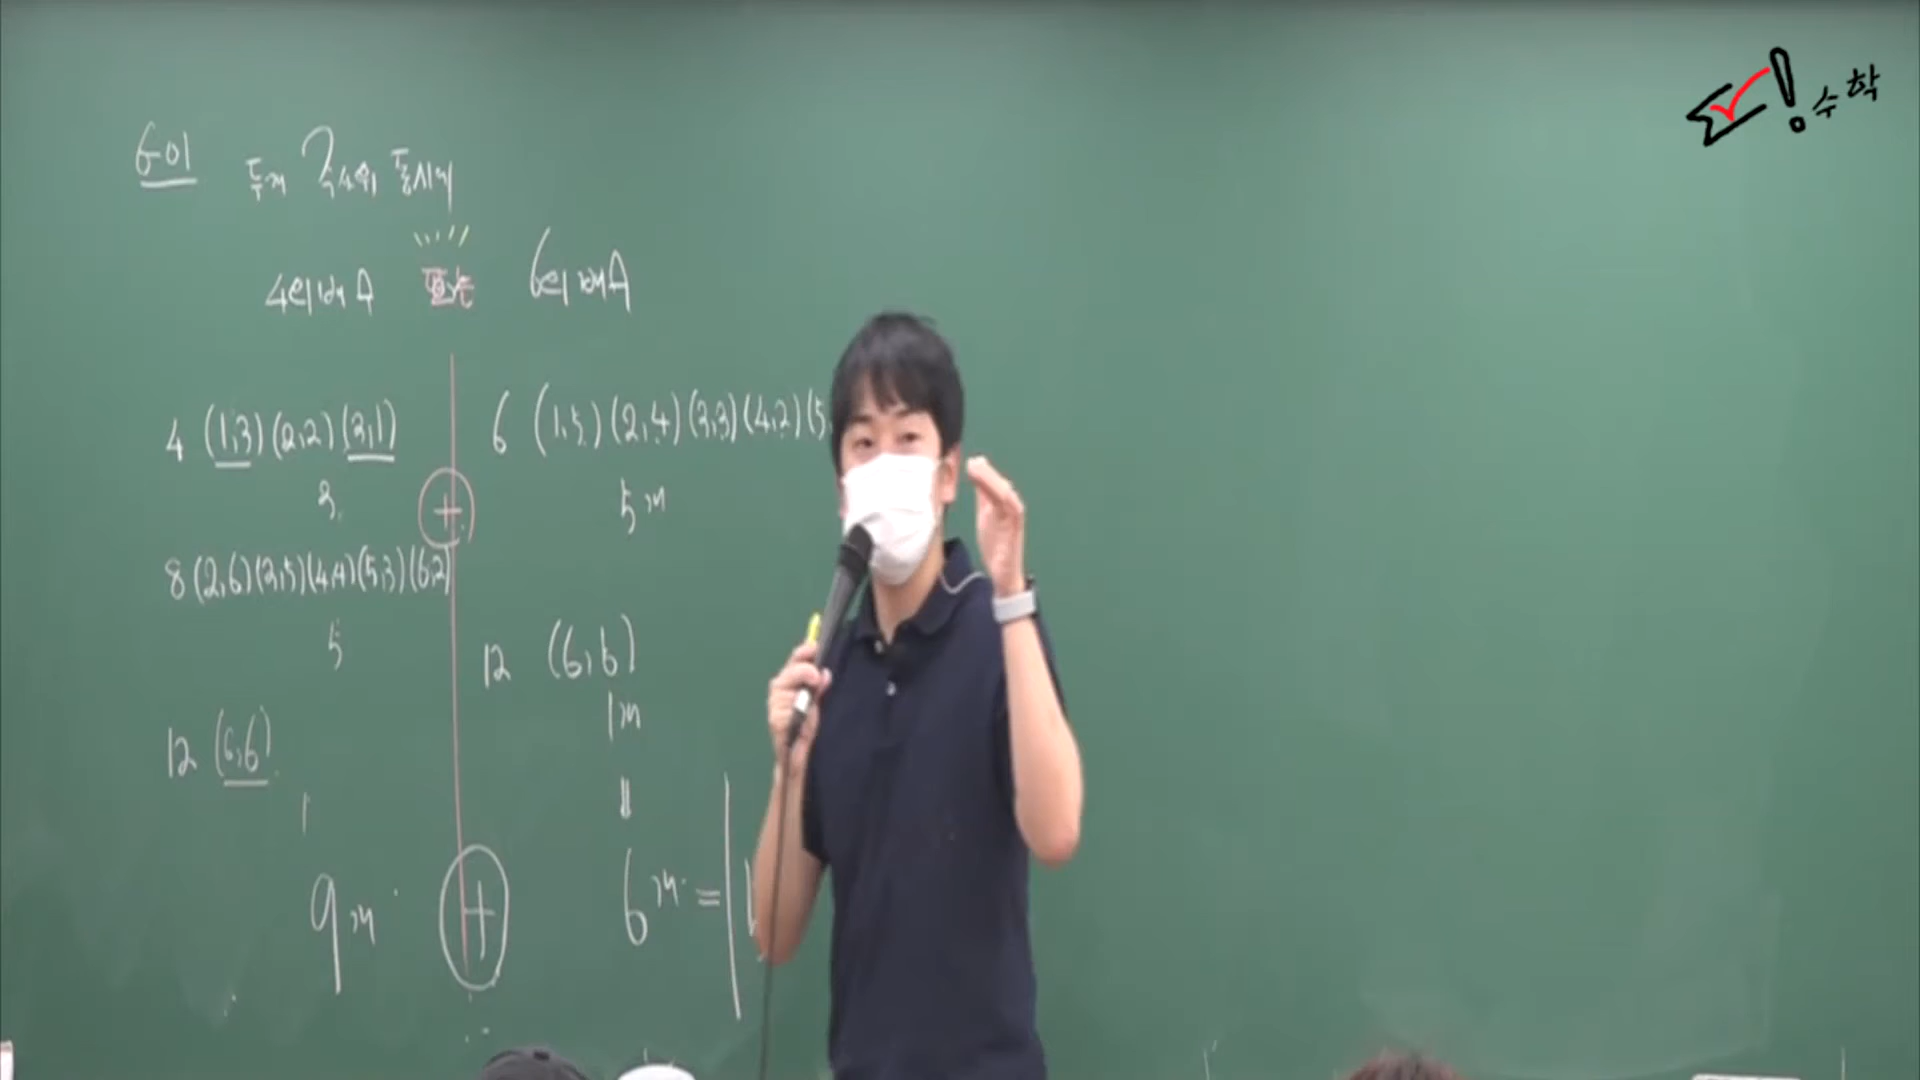 수학
601
두개 주사위 동시에
4의 배수 또는 6의 배수
4 (1,3) (2,2) (3,1)
3
8 (2,6) (3,5) (4,4) (5,3) (6,2)
5
12 (6,6)
1
9개
+
+
6 (1,5) (2,4) (3,3) (4,2) (5,
5개
12 (6,6)
1개
6개 =